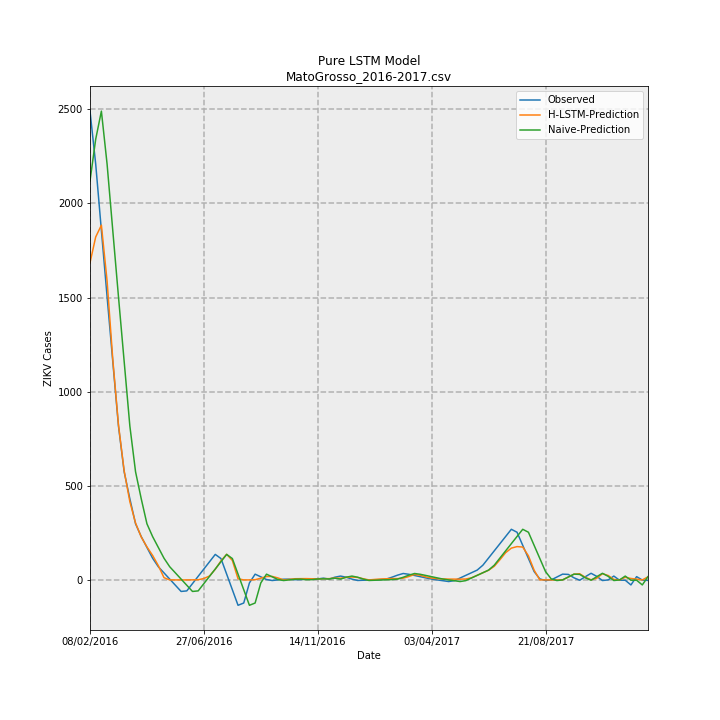 Pure LSTM Model
MatoGrosso_2016-2017.csv
Observed
H-LSTM-Prediction
Naive-Prediction
2500
2000
1500
1000
500
0
ZIKV Cases
08/02/2016
27/06/2016
14/11/2016
03/04/2017
21/08/2017
Date